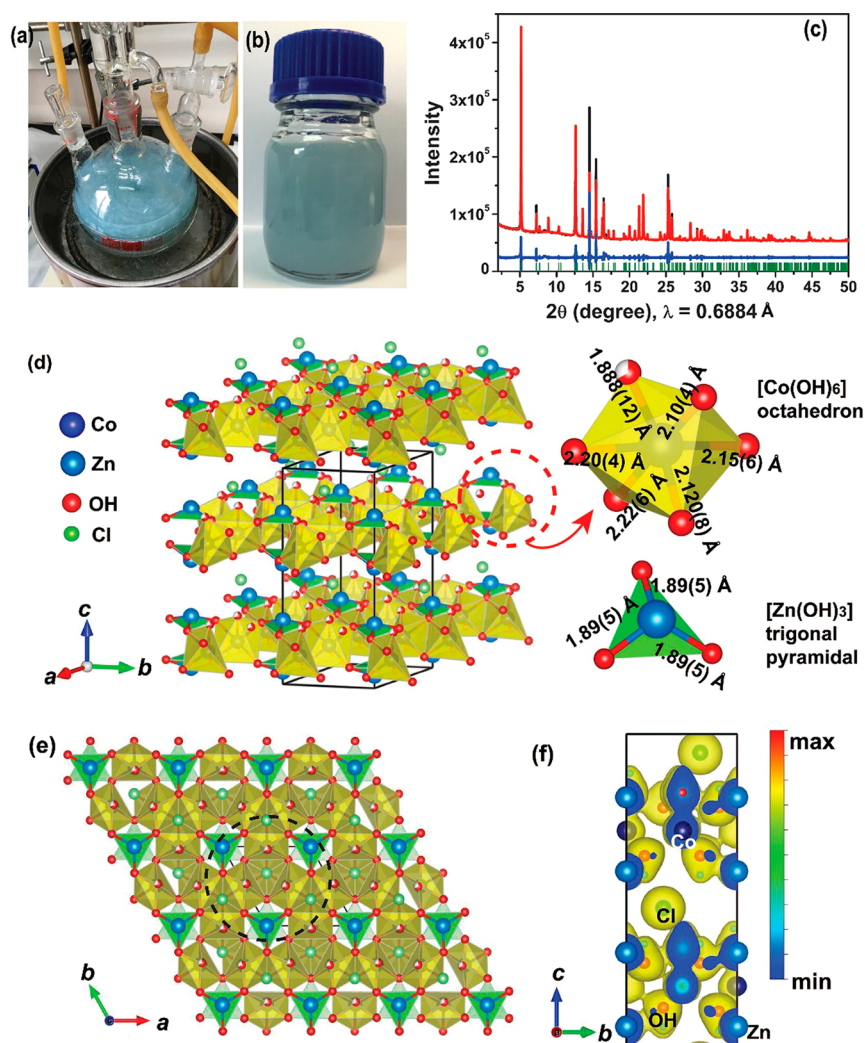 (a)
(b)
(c)
4x10⁵
3x10⁵
2x10⁵
1x10⁵
0
Intensity
5 10 15 20 25 30 35 40 45 50
2θ (degree), λ = 0.6884 Å
(d)
Co
Zn
OH
Cl
c
a
b
1.888(12) Å
2.10(4) Å
2.20(4) Å
2.15(6) Å
2.22(6) Å
2.120(8) Å
[Co(OH)₆]
octahedron
1.89(5) Å
1.89(5) Å
1.89(5) Å
[Zn(OH)₃]
trigonal
pyramidal
(e)
b
a
(f)
max
Co
Cl
min
c
b
OH
Zn